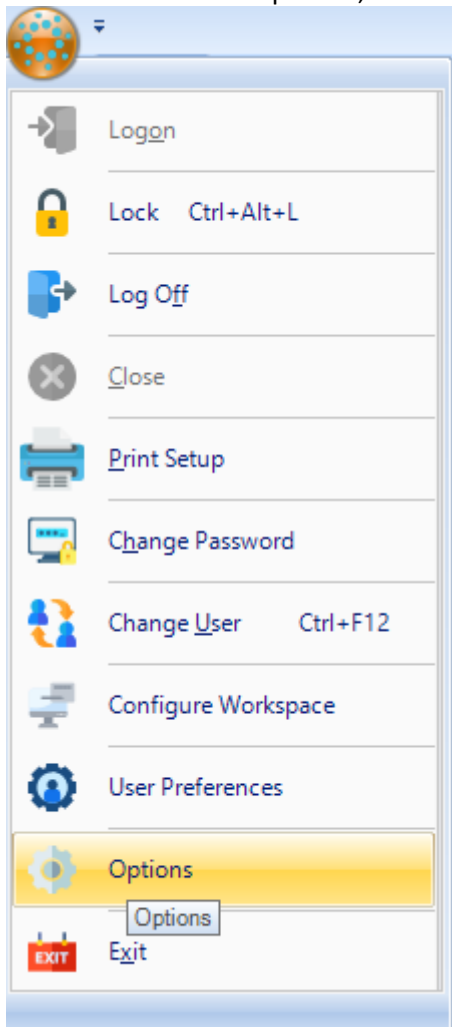 Logon
Lock Ctrl+Alt+L
Log Off
Close
Print Setup
Change Password
Change User Ctrl+F12
Configure Workspace
User Preferences
Options
Options
EXIT Exit